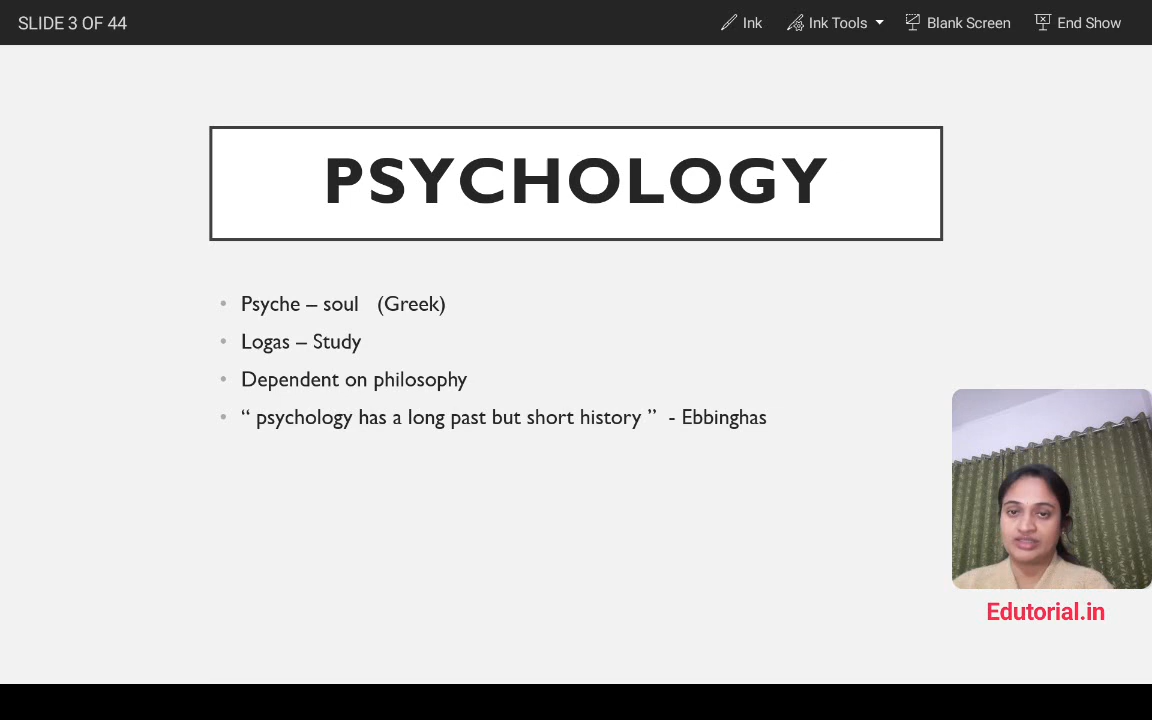 SLIDE 3 OF 44
Ink
Ink Tools
Blank Screen
End Show
PSYCHOLOGY
• Psyche – soul (Greek)
• Logas – Study
• Dependent on philosophy
• “ psychology has a long past but short history ” - Ebbinghas
Edutorial.in